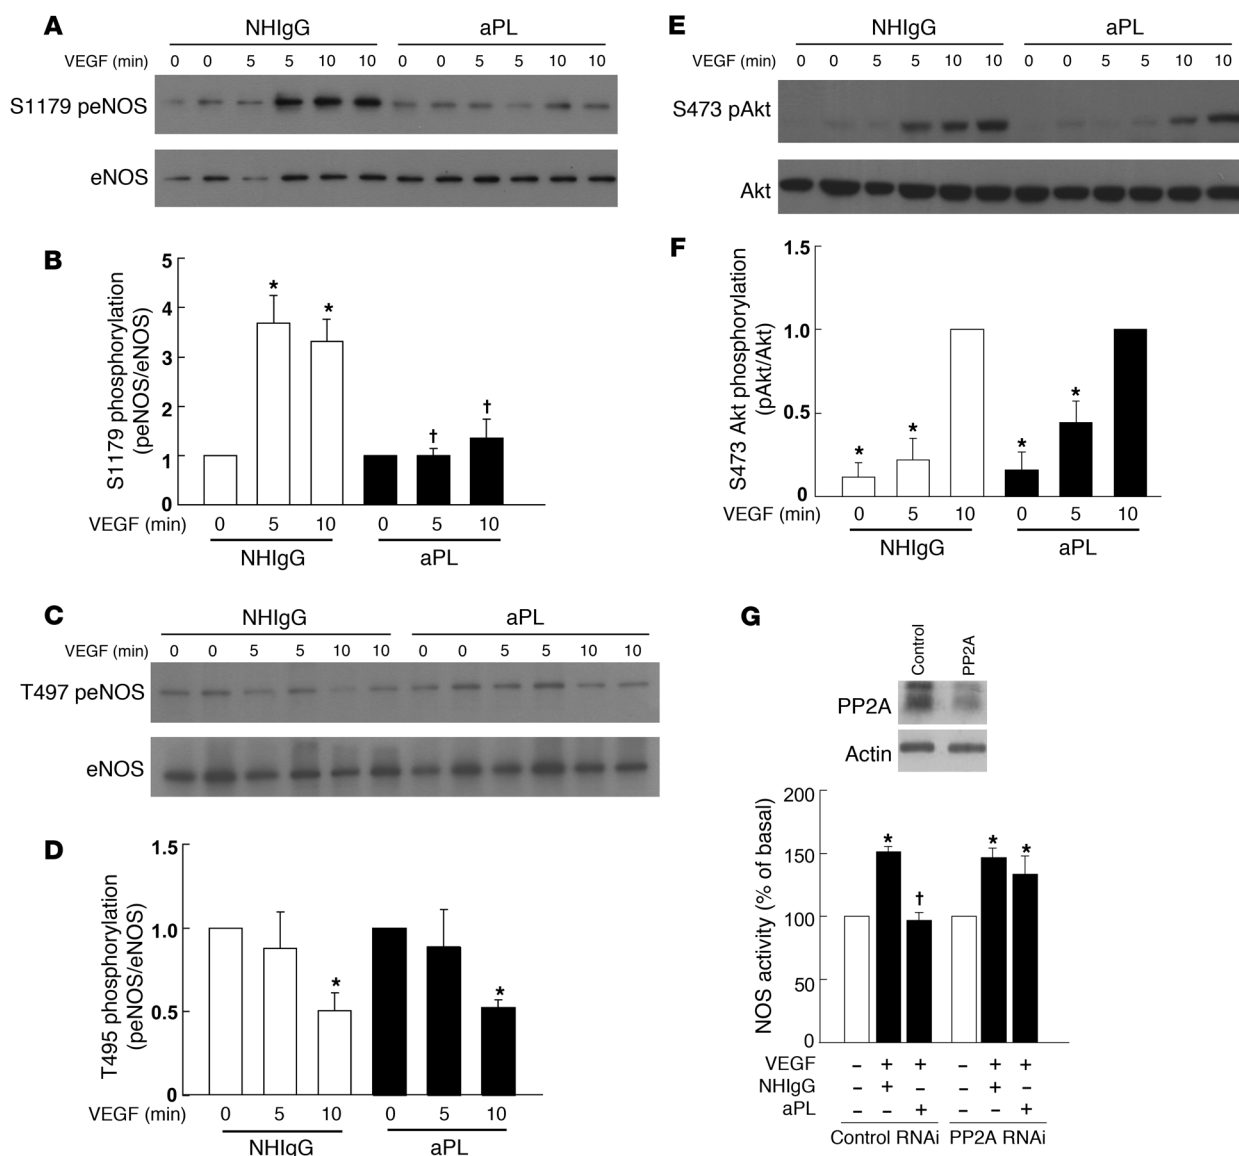 A
NHIgG aPL
VEGF (min) 0 0 5 5 10 10 0 0 5 5 10 10
S1179 peNOS
eNOS
B
S1179 phosphorylation
(peNOS/eNOS)
5
4
3
2
1
0
* * † †
VEGF (min) 0 5 10 0 5 10
NHIgG aPL
C
NHIgG aPL
VEGF (min) 0 0 5 5 10 10 0 0 5 5 10 10
T497 peNOS
eNOS
D
T495 phosphorylation
(peNOS/eNOS)
1.5
1.0
0.5
0
* *
VEGF (min) 0 5 10 0 5 10
NHIgG aPL
E
NHIgG aPL
VEGF (min) 0 0 5 5 10 10 0 0 5 5 10 10
S473 pAkt
Akt
F
S473 Akt phosphorylation
(pAkt/Akt)
1.5
1.0
0.5
0
* * * *
VEGF (min) 0 5 10 0 5 10
NHIgG aPL
G
Control PP2A
PP2A
Actin
NOS activity (% of basal)
200
150
100
50
0
* † * *
VEGF – + + – + +
NHIgG – + – – + –
aPL – – + – – +
Control RNAi PP2A RNAi